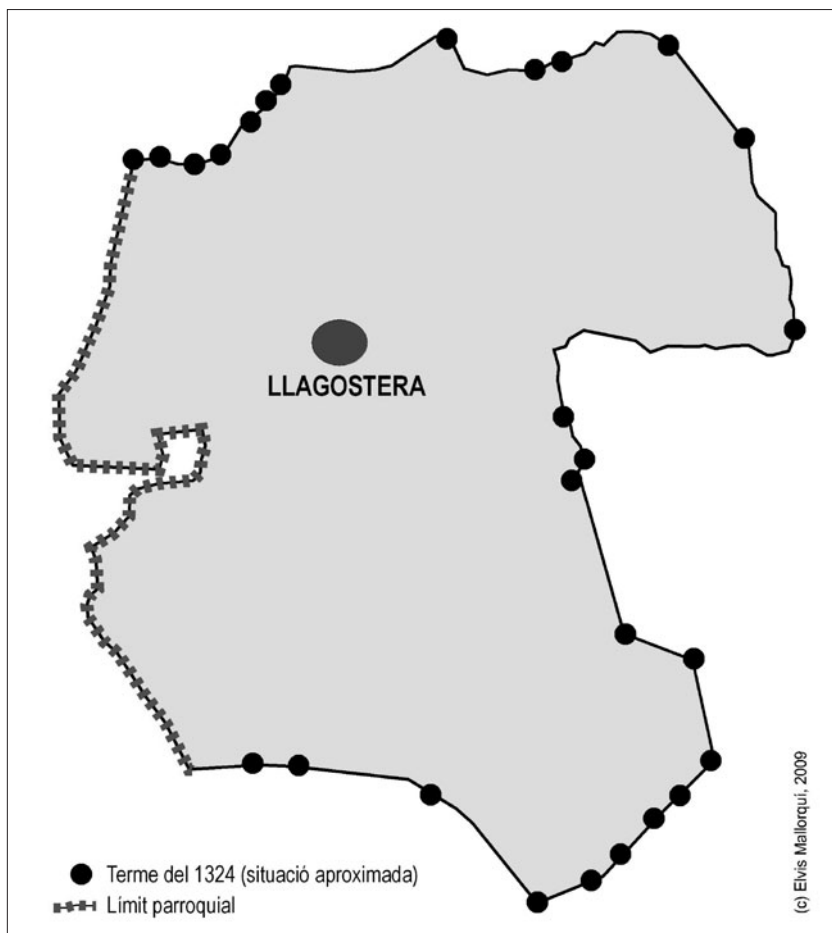 LLAGOSTERA
Terme del 1324 (situació aproximada)
Límit parroquial
(c) Elvis Mallorquí, 2009